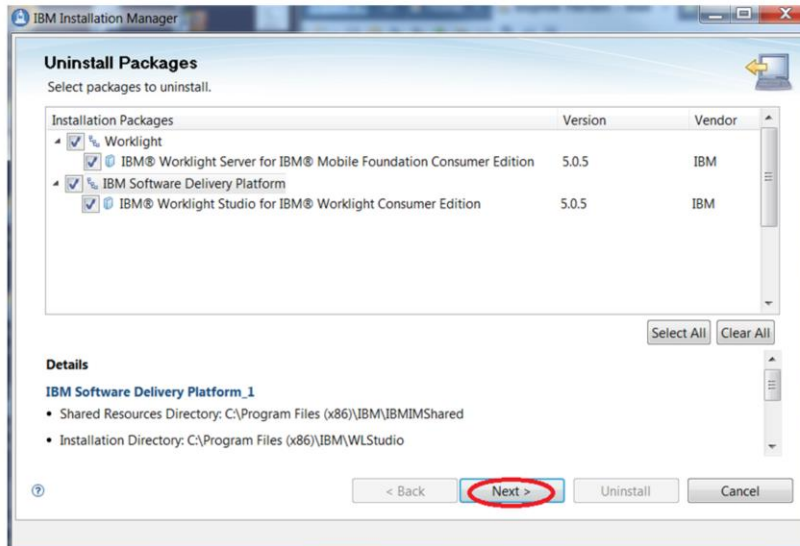 IBM Installation Manager
Uninstall Packages
Select packages to uninstall.
Installation Packages Version Vendor
Worklight
IBM® Worklight Server for IBM® Mobile Foundation Consumer Edition 5.0.5 IBM
IBM Software Delivery Platform
IBM® Worklight Studio for IBM® Worklight Consumer Edition 5.0.5 IBM
Select All Clear All
Details
IBM Software Delivery Platform_1
• Shared Resources Directory: C:\Program Files (x86)\IBM\IBMIMShared
• Installation Directory: C:\Program Files (x86)\IBM\WLStudio
? < Back Next > Uninstall Cancel